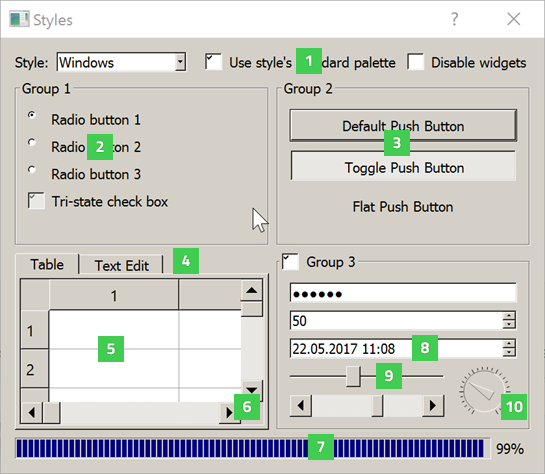 Styles
Style: Windows Use style's 1 dard palette Disable widgets
Group 1
Radio button 1
Radio 2 on 2
Radio button 3
Tri-state check box
Group 2
Default Push Button
3
Toggle Push Button
Flat Push Button
Table Text Edit 4
1
1
5
2
6
Group 3
●●●●●●
50
22.05.2017 11:08 8
9
10
7 99%